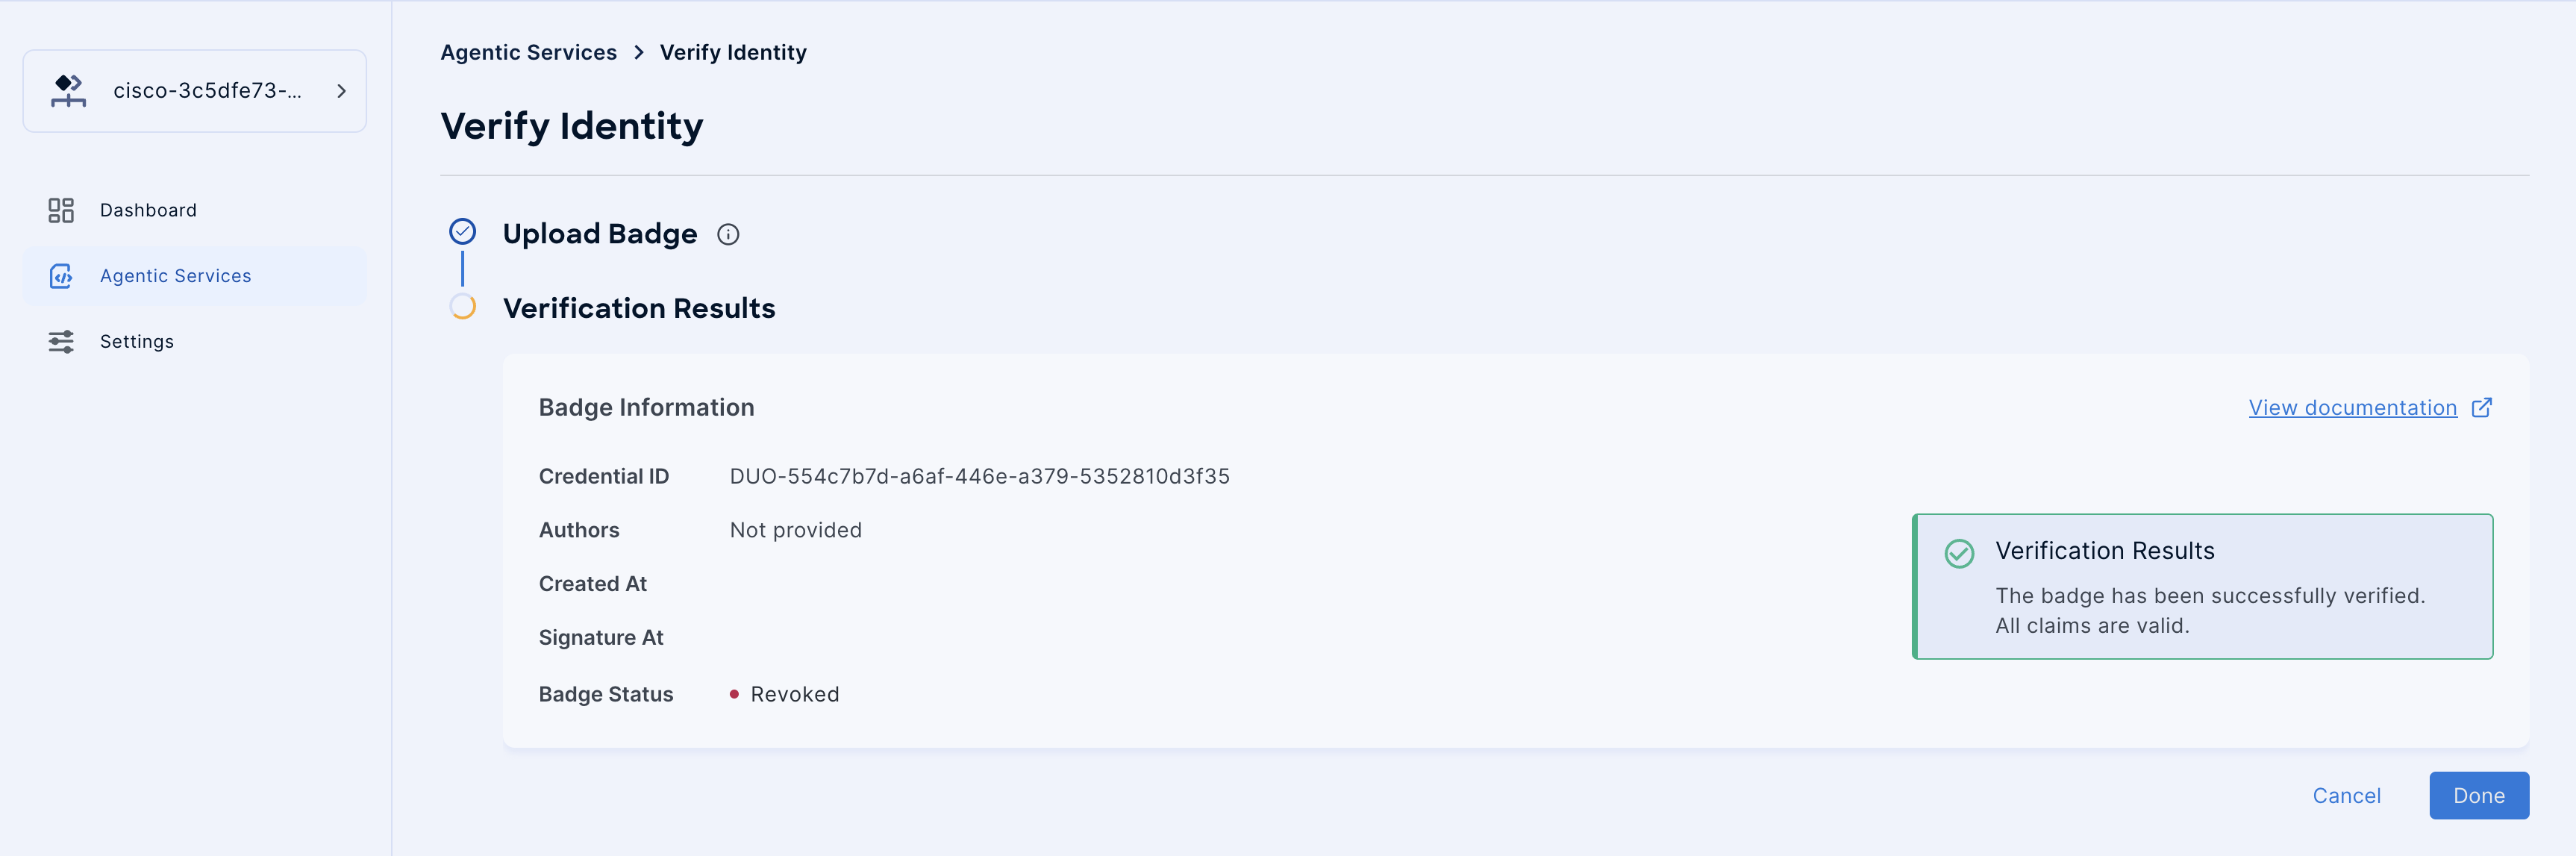 cisco-3c5dfe73-...
Dashboard
Agentic Services
Settings
Agentic Services > Verify Identity
Verify Identity
Upload Badge
Verification Results
Badge Information
View documentation
Credential ID DUO-554c7b7d-a6af-446e-a379-5352810d3f35
Authors Not provided
Created At
Signature At
Badge Status Revoked
Verification Results
The badge has been successfully verified.
All claims are valid.
Cancel
Done